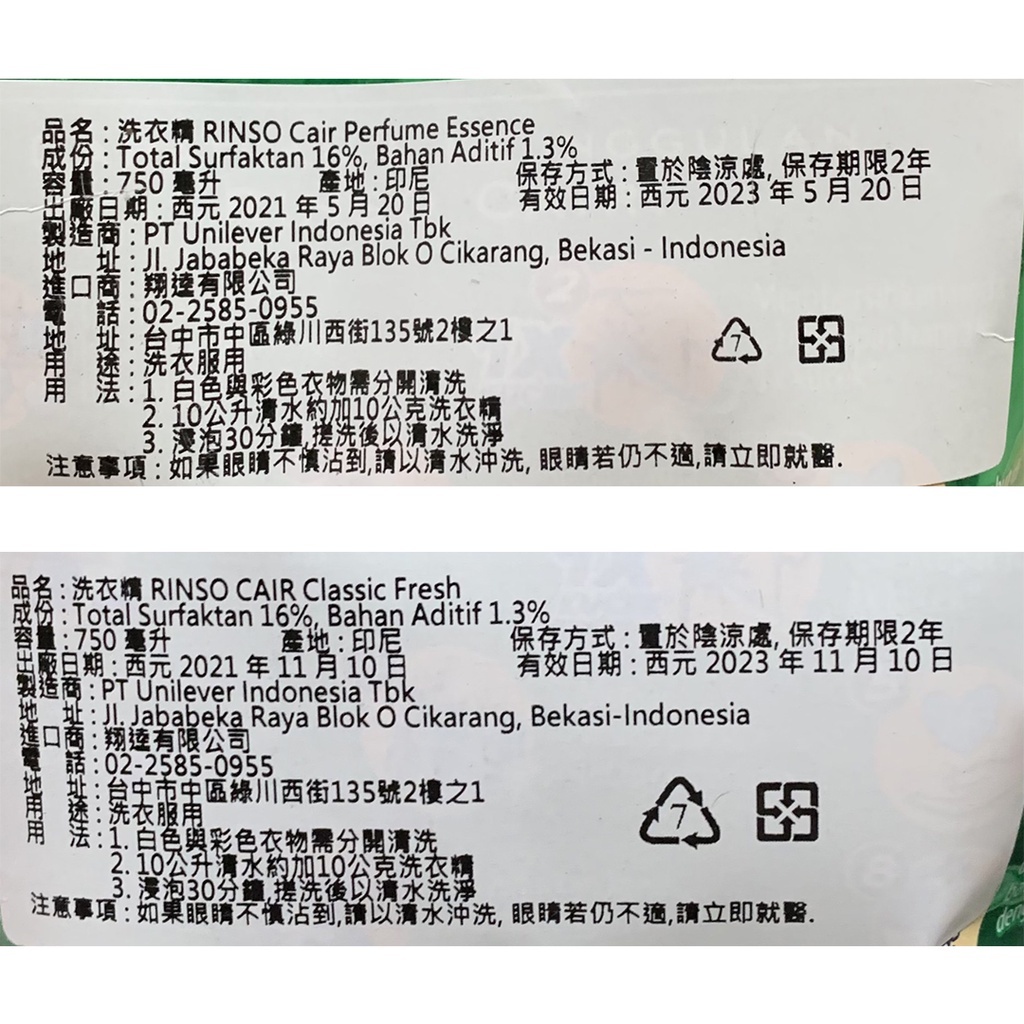 品名:洗衣精 RINSO Cair Perfume Essence
成份:Total Surfaktan 16%, Bahan Aditif 1.3%
容量:750 毫升 產地:印尼 保存方式:置於陰涼處, 保存期限2年
出廠日期:西元 2021 年 5 月 20 日 有效日期:西元 2023 年 5 月 20 日
製造商:PT Unilever Indonesia Tbk
地 址:Jl. Jababeka Raya Blok O Cikarang, Bekasi - Indonesia
進口商:翔逵有限公司
電 話:02-2585-0955
地 址:台中市中區綠川西街135號2樓之1
用 途:洗衣服用
用 法:1. 白色與彩色衣物需分開清洗
2. 10公升清水約加10公克洗衣精
3. 浸泡30分鐘,搓洗後以清水洗淨
注意事項:如果眼睛不慎沾到,請以清水沖洗, 眼睛若仍不適,請立即就醫.
7
品名:洗衣精 RINSO CAIR Classic Fresh
成份:Total Surfaktan 16%, Bahan Aditif 1.3%
容量:750 毫升 產地:印尼 保存方式:置於陰涼處, 保存期限2年
出廠日期:西元 2021 年 11 月 10 日 有效日期:西元 2023 年 11 月 10 日
製造商:PT Unilever Indonesia Tbk
地 址:Jl. Jababeka Raya Blok O Cikarang, Bekasi-Indonesia
進口商:翔逵有限公司
電 話:02-2585-0955
地 址:台中市中區綠川西街135號2樓之1
用 途:洗衣服用
用 法:1. 白色與彩色衣物需分開清洗
2. 10公升清水約加10公克洗衣精
3. 浸泡30分鐘,搓洗後以清水洗淨
注意事項:如果眼睛不慎沾到,請以清水沖洗, 眼睛若仍不適,請立即就醫.
7